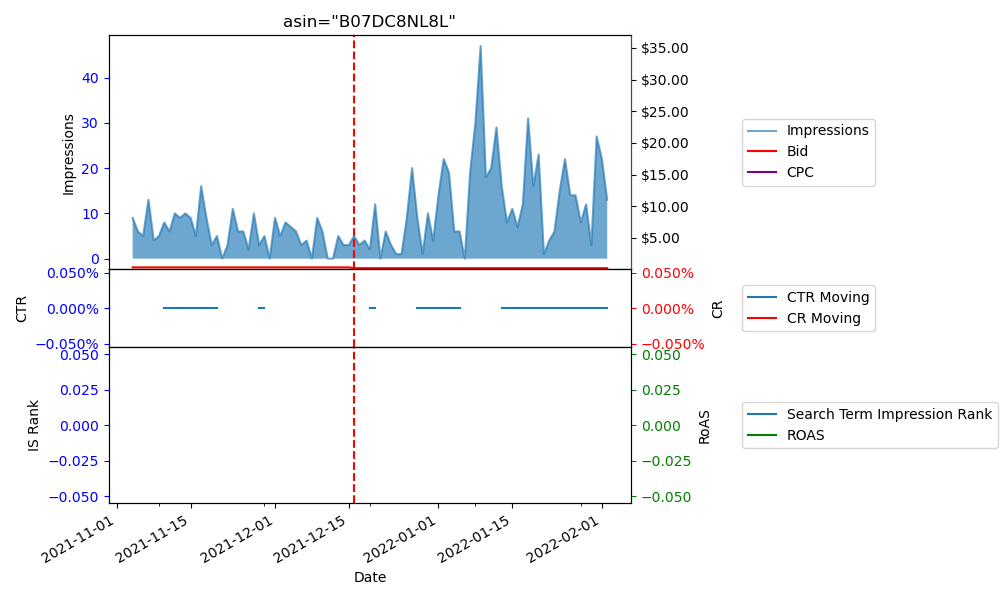 asin="B07DC8NL8L"
Impressions
40
30
20
10
0
$35.00
$30.00
$25.00
$20.00
$15.00
$10.00
$5.00
Impressions
Bid
CPC
CTR
0.050%
0.000%
−0.050%
0.050%
0.000%
−0.050%
CR
CTR Moving
CR Moving
IS Rank
0.050
0.025
0.000
−0.025
−0.050
0.050
0.025
0.000
−0.025
−0.050
RoAS
Search Term Impression Rank
ROAS
2021-11-01
2021-11-15
2021-12-01
2021-12-15
2022-01-01
2022-01-15
2022-02-01
Date